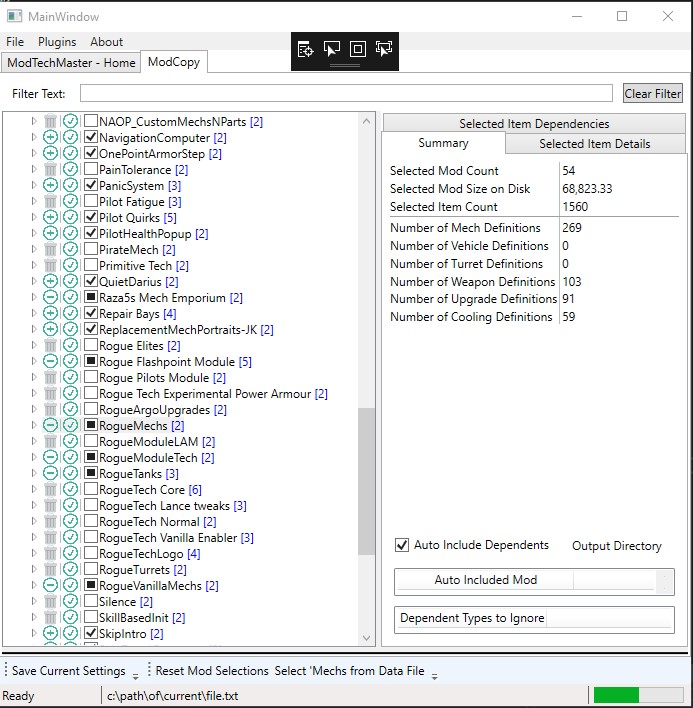 MainWindow
File Plugins About
ModTechMaster - Home ModCopy
Filter Text: Clear Filter
NAOP_CustomMechsNParts [2]
NavigationComputer [2]
OnePointArmorStep [2]
PainTolerance [2]
PanicSystem [3]
Pilot Fatigue [3]
Pilot Quirks [5]
PilotHealthPopup [2]
PirateMech [2]
Primitive Tech [2]
QuietDarius [2]
Raza5s Mech Emporium [2]
Repair Bays [4]
ReplacementMechPortraits-JK [2]
Rogue Elites [2]
Rogue Flashpoint Module [5]
Rogue Pilots Module [2]
Rogue Tech Experimental Power Armour [2]
RogueArgoUpgrades [2]
RogueMechs [2]
RogueModuleLAM [2]
RogueModuleTech [2]
RogueTanks [3]
RogueTech Core [6]
RogueTech Lance tweaks [3]
RogueTech Normal [2]
RogueTech Vanilla Enabler [3]
RogueTechLogo [4]
RogueTurrets [2]
RogueVanillaMechs [2]
Silence [2]
SkillBasedInit [2]
SkipIntro [2]
Selected Item Dependencies
Summary Selected Item Details
Selected Mod Count 54
Selected Mod Size on Disk 68,823.33
Selected Item Count 1560
Number of Mech Definitions 269
Number of Vehicle Definitions 0
Number of Turret Definitions 0
Number of Weapon Definitions 103
Number of Upgrade Definitions 91
Number of Cooling Definitions 59
Auto Include Dependents Output Directory
Auto Included Mod
Dependent Types to Ignore
Save Current Settings Reset Mod Selections Select 'Mechs from Data File
Ready c:\path\of\current\file.txt